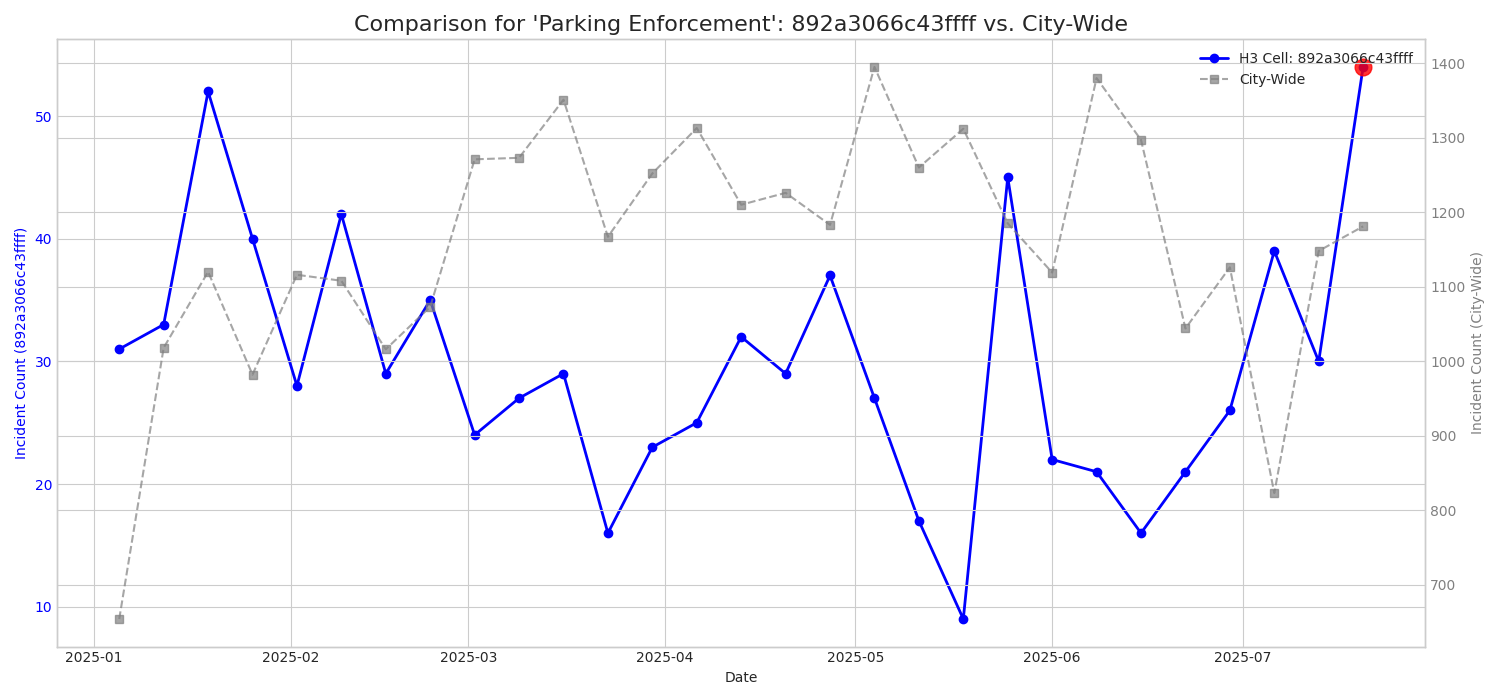 Comparison for 'Parking Enforcement': 892a3066c43ffff vs. City-Wide
H3 Cell: 892a3066c43ffff
City-Wide
Incident Count (892a3066c43ffff)
50
40
30
20
10
1400
1300
1200
1100
1000
900
800
700
Incident Count (City-Wide)
2025-01 2025-02 2025-03 2025-04 2025-05 2025-06 2025-07
Date